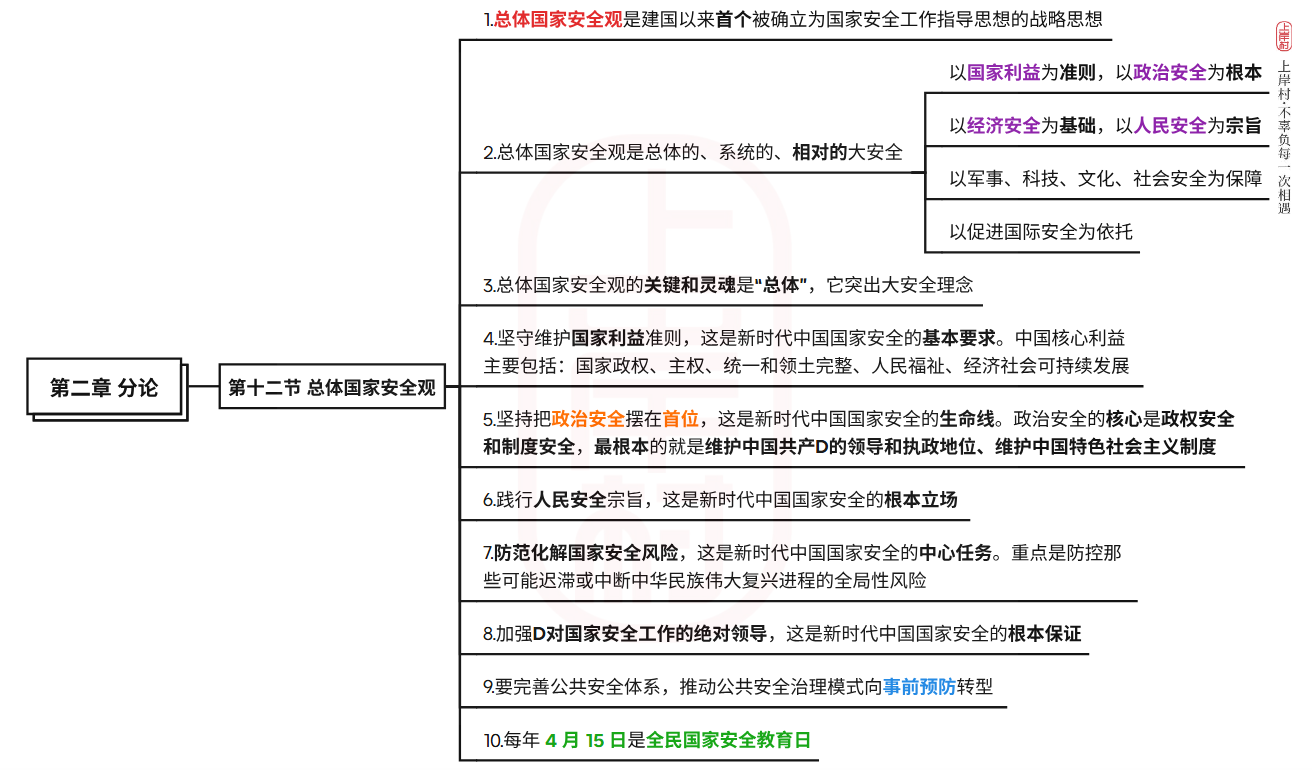 1.总体国家安全观是建国以来首个被确立为国家安全工作指导思想的战略思想
以国家利益为准则，以政治安全为根本
以经济安全为基础，以人民安全为宗旨
2.总体国家安全观是总体的、系统的、相对的大安全
以军事、科技、文化、社会安全为保障
以促进国际安全为依托
3.总体国家安全观的关键和灵魂是“总体”，它突出大安全理念
4.坚守维护国家利益准则，这是新时代中国国家安全的基本要求。中国核心利益
主要包括：国家政权、主权、统一和领土完整、人民福祉、经济社会可持续发展
第二章 分论
第十二节 总体国家安全观
5.坚持把政治安全摆在首位，这是新时代中国国家安全的生命线。政治安全的核心是政权安全
和制度安全，最根本的就是维护中国共产D的领导和执政地位、维护中国特色社会主义制度
6.践行人民安全宗旨，这是新时代中国国家安全的根本立场
7.防范化解国家安全风险，这是新时代中国国家安全的中心任务。重点是防控那
些可能迟滞或中断中华民族伟大复兴进程的全局性风险
8.加强D对国家安全工作的绝对领导，这是新时代中国国家安全的根本保证
9.要完善公共安全体系，推动公共安全治理模式向事前预防转型
10.每年 4 月 15 日是全民国家安全教育日
上岸村
上岸村·不辜负每一次相遇